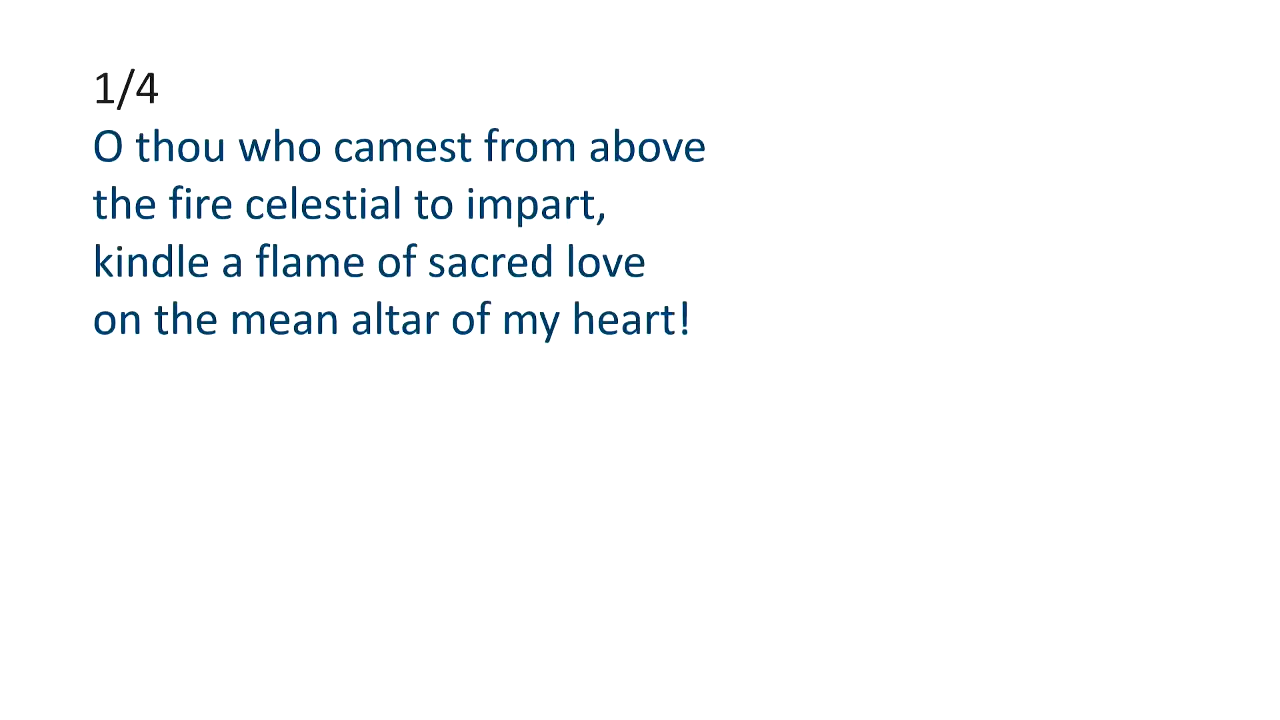 1/4
O thou who camest from above
the fire celestial to impart,
kindle a flame of sacred love
on the mean altar of my heart!